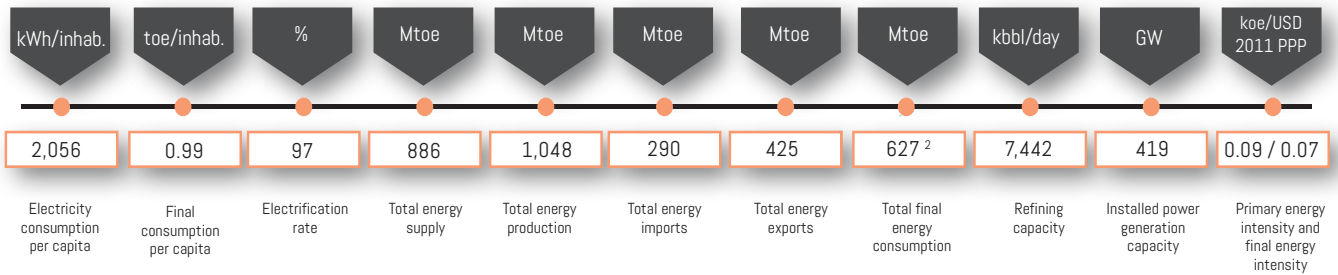 kWh/inhab.
toe/inhab.
%
Mtoe
Mtoe
Mtoe
Mtoe
Mtoe
kbbl/day
GW
koe/USD
2011 PPP
2,056
0.99
97
886
1,048
290
425
627 ²
7,442
419
0.09 / 0.07
Electricity
consumption
per capita
Final
consumption
per capita
Electrification
rate
Total energy
supply
Total energy
production
Total energy
imports
Total energy
exports
Total final
energy
consumption
Refining
capacity
Installed power
generation
capacity
Primary energy
intensity and
final energy
intensity